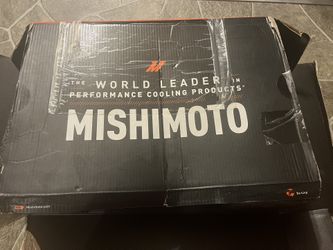 THE WORLD LEADER IN
PERFORMANCE COOLING PRODUCTS
MISHIMOTO